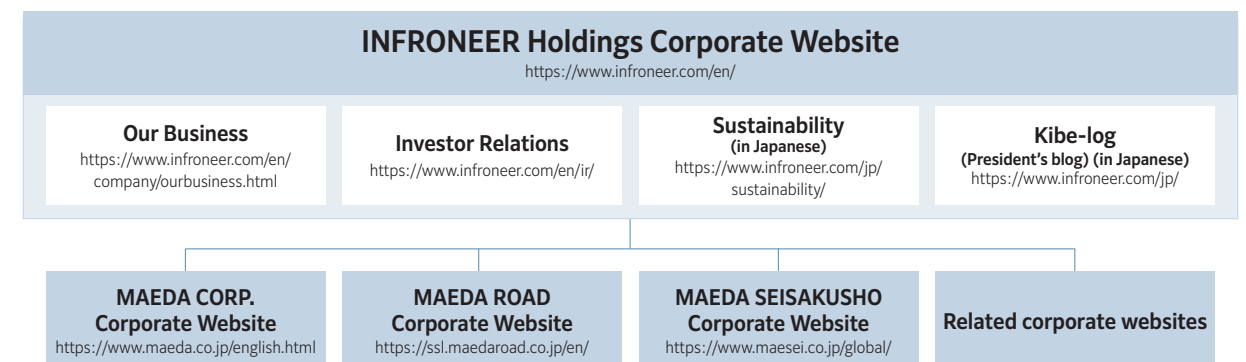 INFRONEER Holdings Corporate Website
https://www.infroneer.com/en/
Our Business
https://www.infroneer.com/en/
company/ourbusiness.html
Investor Relations
https://www.infroneer.com/en/ir/
Sustainability
(in Japanese)
https://www.infroneer.com/jp/
sustainability/
Kibe-log
(President's blog) (in Japanese)
https://www.infroneer.com/jp/
MAEDA CORP.
Corporate Website
https://www.maeda.co.jp/english.html
MAEDA ROAD
Corporate Website
https://ssl.maedaroad.co.jp/en/
MAEDA SEISAKUSHO
Corporate Website
https://www.maesei.co.jp/global/
Related corporate websites